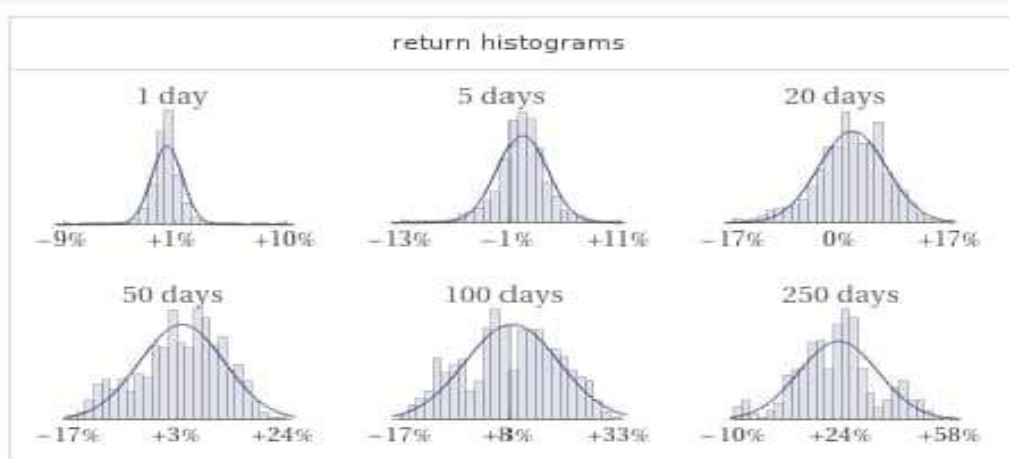 return histograms
1 day 5 days 20 days
−9% +1% +10% −13% −1% +11% −17% 0% +17%
50 days 100 days 250 days
−17% +3% +24% −17% +8% +33% −10% +24% +58%